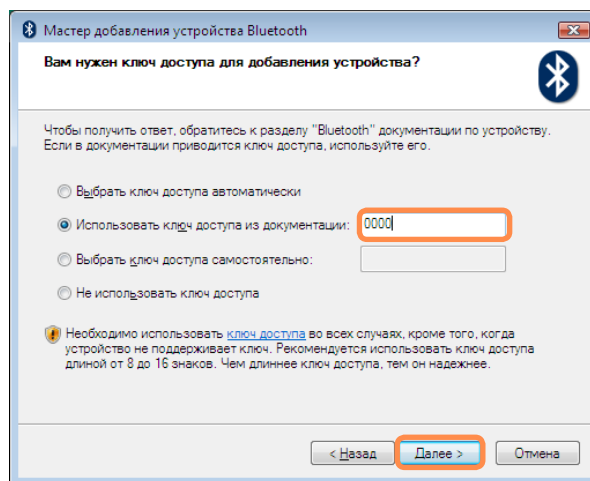 Мастер добавления устройства Bluetooth
Вам нужен ключ доступа для добавления устройства?
Чтобы получить ответ, обратитесь к разделу "Bluetooth" документации по устройству.
Если в документации приводится ключ доступа, используйте его.
Выбрать ключ доступа автоматически
Использовать ключ доступа из документации: 0000
Выбрать ключ доступа самостоятельно:
Не использовать ключ доступа
Необходимо использовать ключ доступа во всех случаях, кроме того, когда
устройство не поддерживает ключ. Рекомендуется использовать ключ доступа
длиной от 8 до 16 знаков. Чем длиннее ключ доступа, тем он надежнее.
< Назад Далее > Отмена